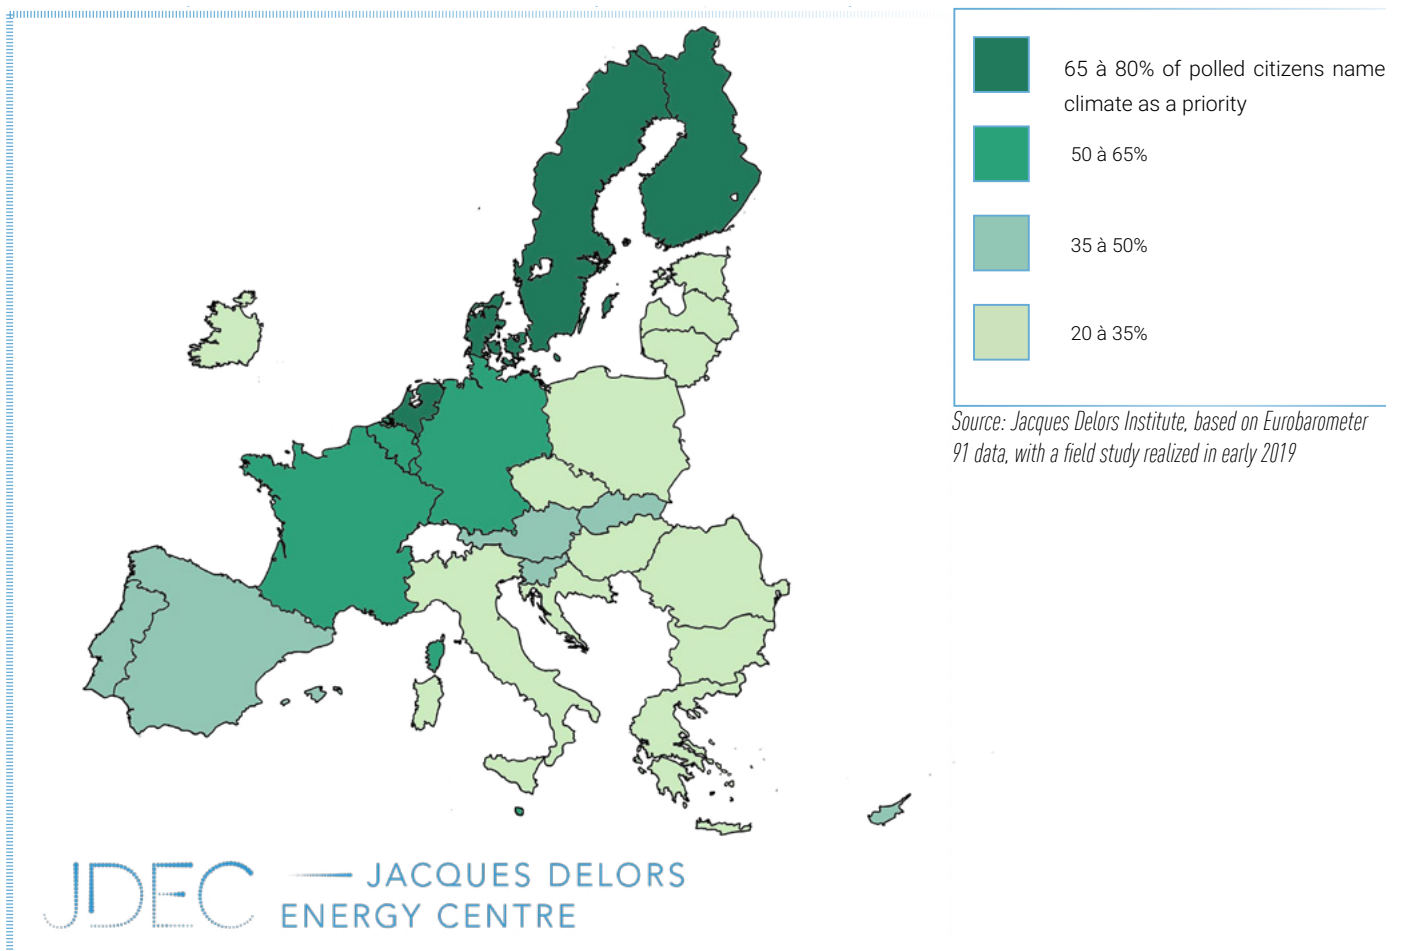 65 à 80% of polled citizens name
climate as a priority
50 à 65%
35 à 50%
20 à 35%
Source: Jacques Delors Institute, based on Eurobarometer
91 data, with a field study realized in early 2019
JDEC
JACQUES DELORS
ENERGY CENTRE